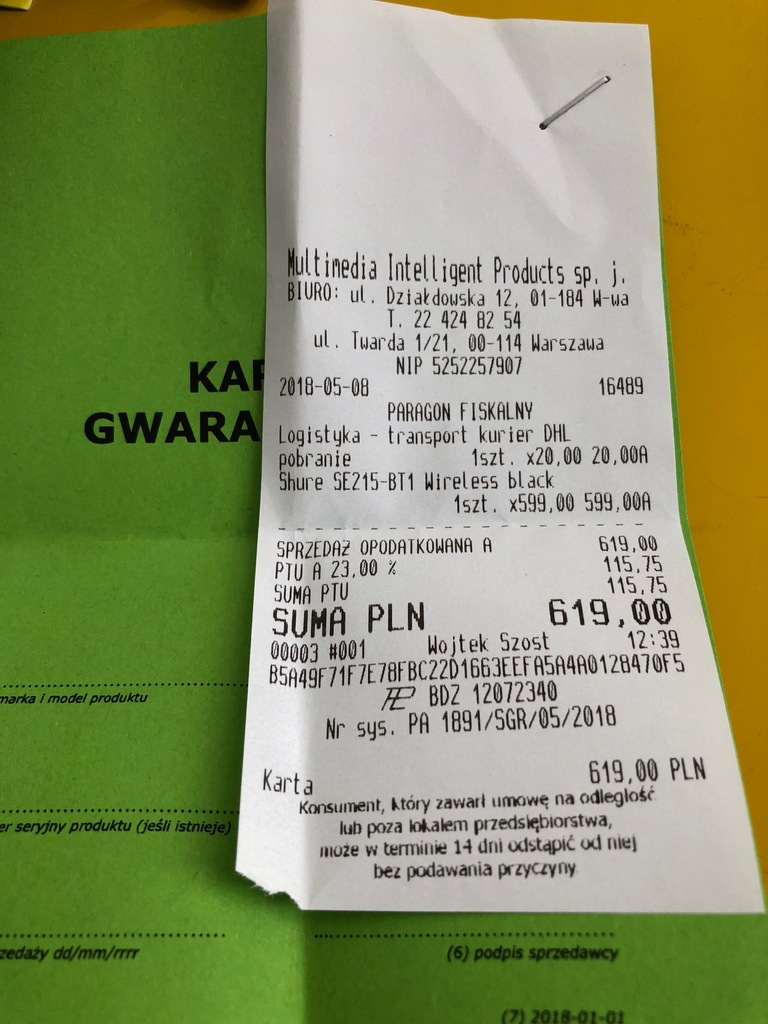 Multimedia Intelligent Products sp. j.
BIURO: ul. Działdowska 12, 01-184 W-wa
T. 22 424 82 54
ul. Twarda 1/21, 00-114 Warszawa
NIP 5252257907
2018-05-08 16489
PARAGON FISKALNY
Logistyka - transport kurier DHL
pobranie 1szt. x20,00 20,00A
Shure SE215-BT1 Wireless black
1szt. x599,00 599,00A
SPRZEDAŻ OPODATKOWANA A 619,00
PTU A 23,00 % 115,75
SUMA PTU 115,75
SUMA PLN 619,00
00003 #001 Wojtek Szost 12:39
B5A49F71F7E78FBC22D1663EEFA5A4A0128470F5
BDZ 12072340
Nr sys. PA 1891/SGR/05/2018
Karta 619,00 PLN
Konsument, który zawarł umowę na odległość
lub poza lokalem przedsiębiorstwa,
może w terminie 14 dni odstąpić od niej
bez podawania przyczyny
KAR
GWARA
marka i model produktu
er seryjny produktu (jeśli istnieje)
zedaży dd/mm/rrrr
(6) podpis sprzedawcy
(7) 2018-01-01